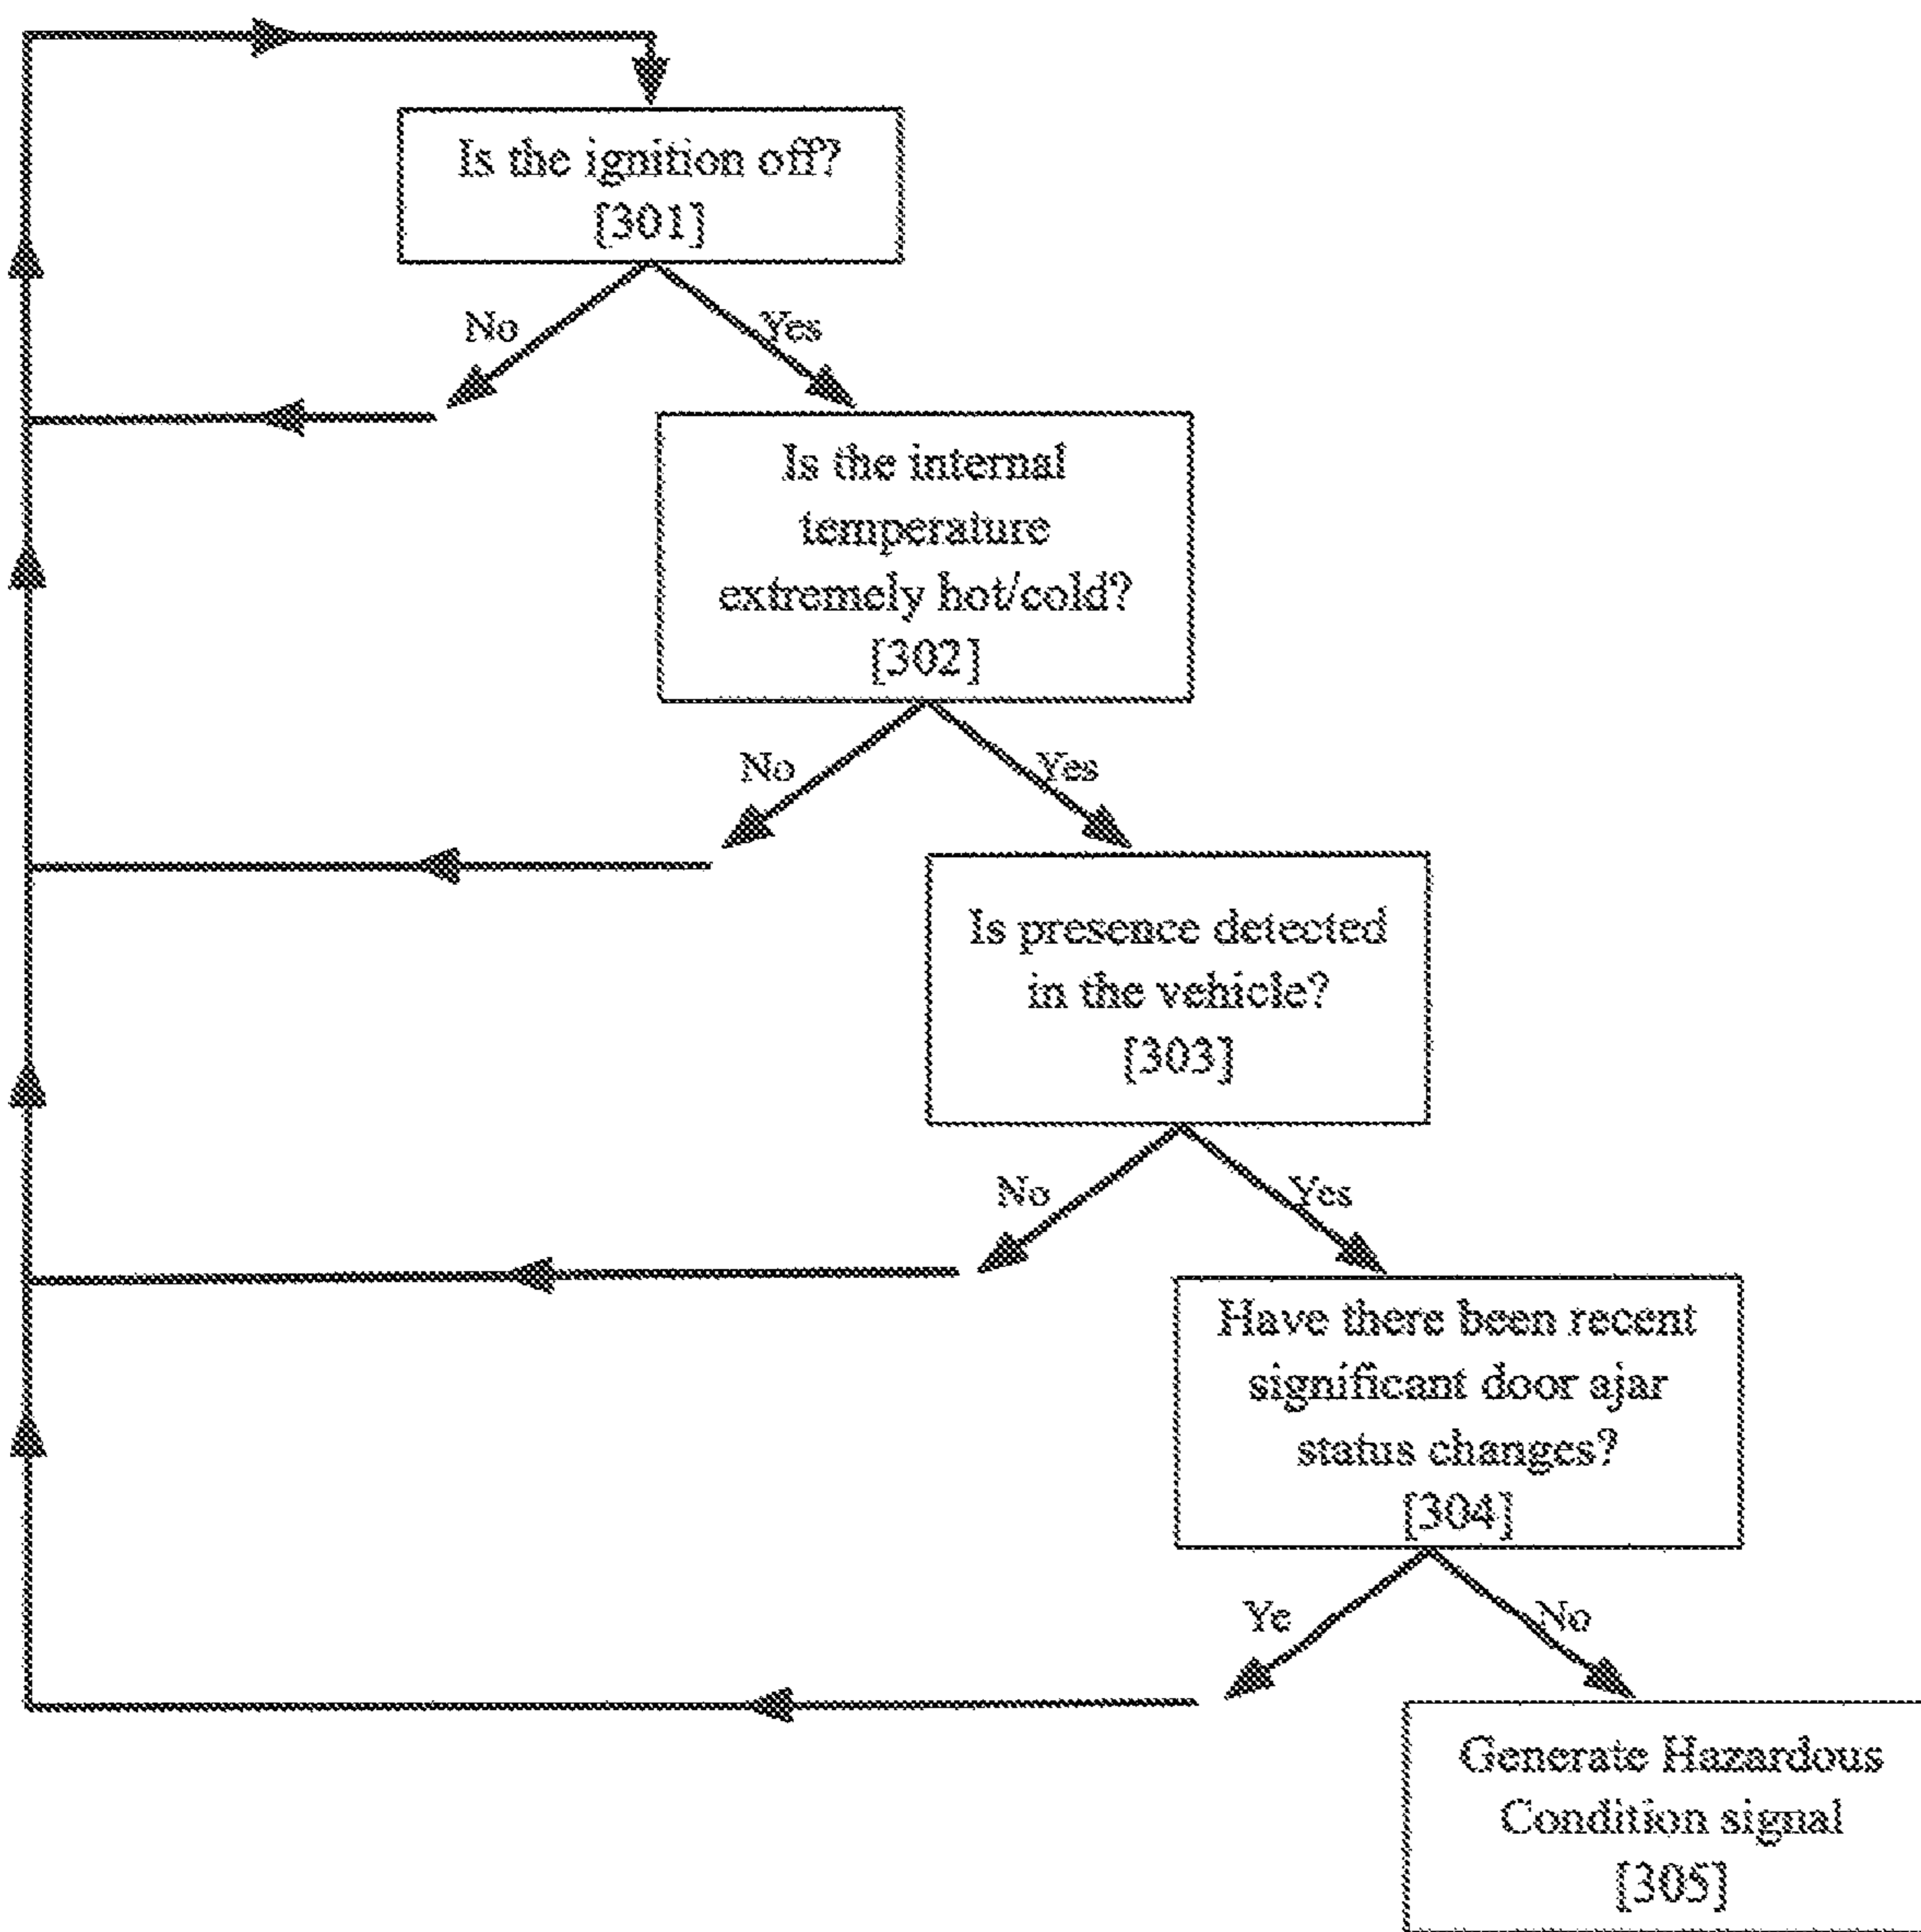 Is the ignition off?
[301]
No
Yes
Is the internal
temperature
extremely hot/cold?
[302]
No
Yes
Is presence detected
in the vehicle?
[303]
No
Yes
Have there been recent
significant door ajar
status changes?
[304]
Ye
No
Generate Hazardous
Condition signal
[305]